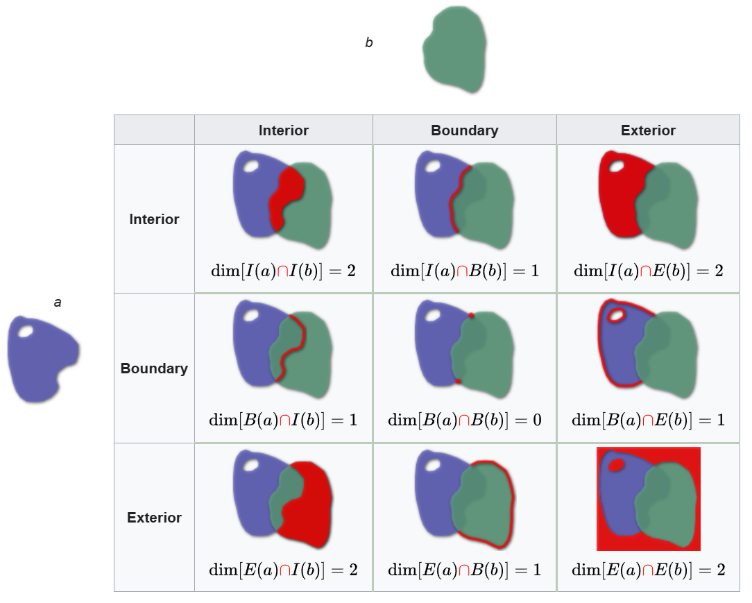 b
Interior Boundary Exterior
Interior
dim[I(a)∩I(b)] = 2 dim[I(a)∩B(b)] = 1 dim[I(a)∩E(b)] = 2
a
Boundary
dim[B(a)∩I(b)] = 1 dim[B(a)∩B(b)] = 0 dim[B(a)∩E(b)] = 1
Exterior
dim[E(a)∩I(b)] = 2 dim[E(a)∩B(b)] = 1 dim[E(a)∩E(b)] = 2